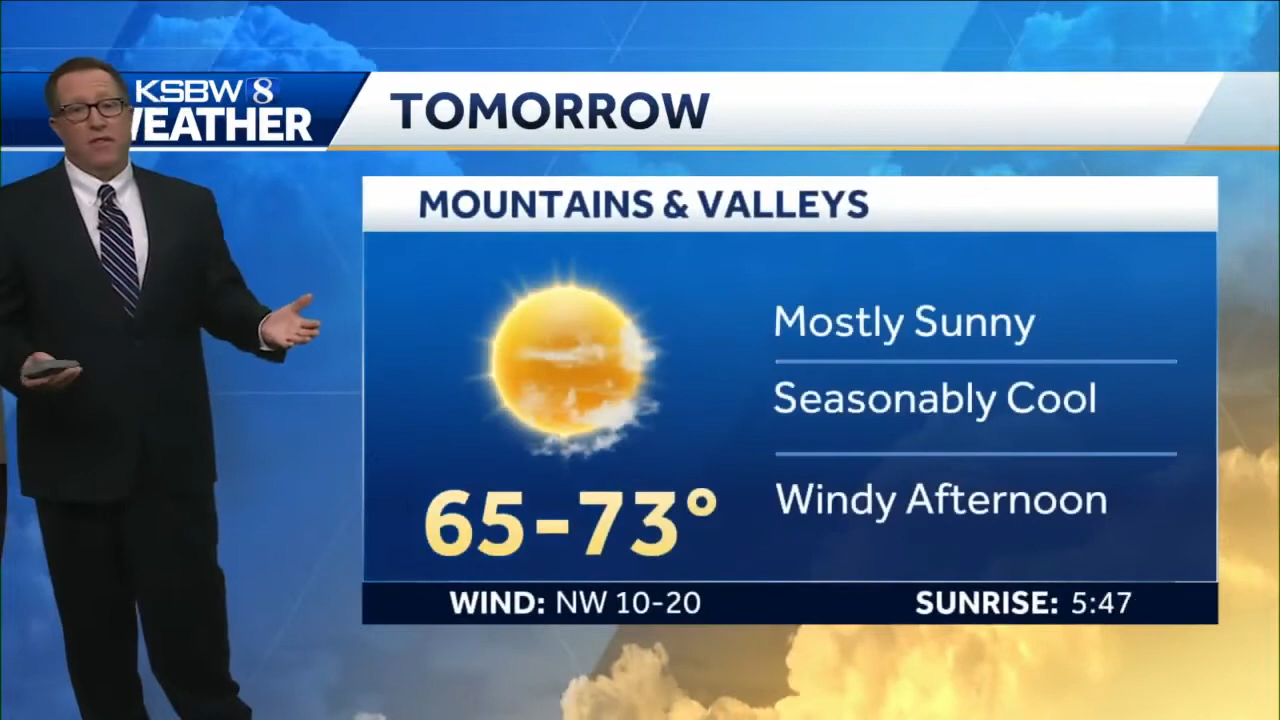 KSBW 8
WEATHER
TOMORROW
MOUNTAINS & VALLEYS
Mostly Sunny
Seasonably Cool
Windy Afternoon
65-73°
WIND: NW 10-20
SUNRISE: 5:47